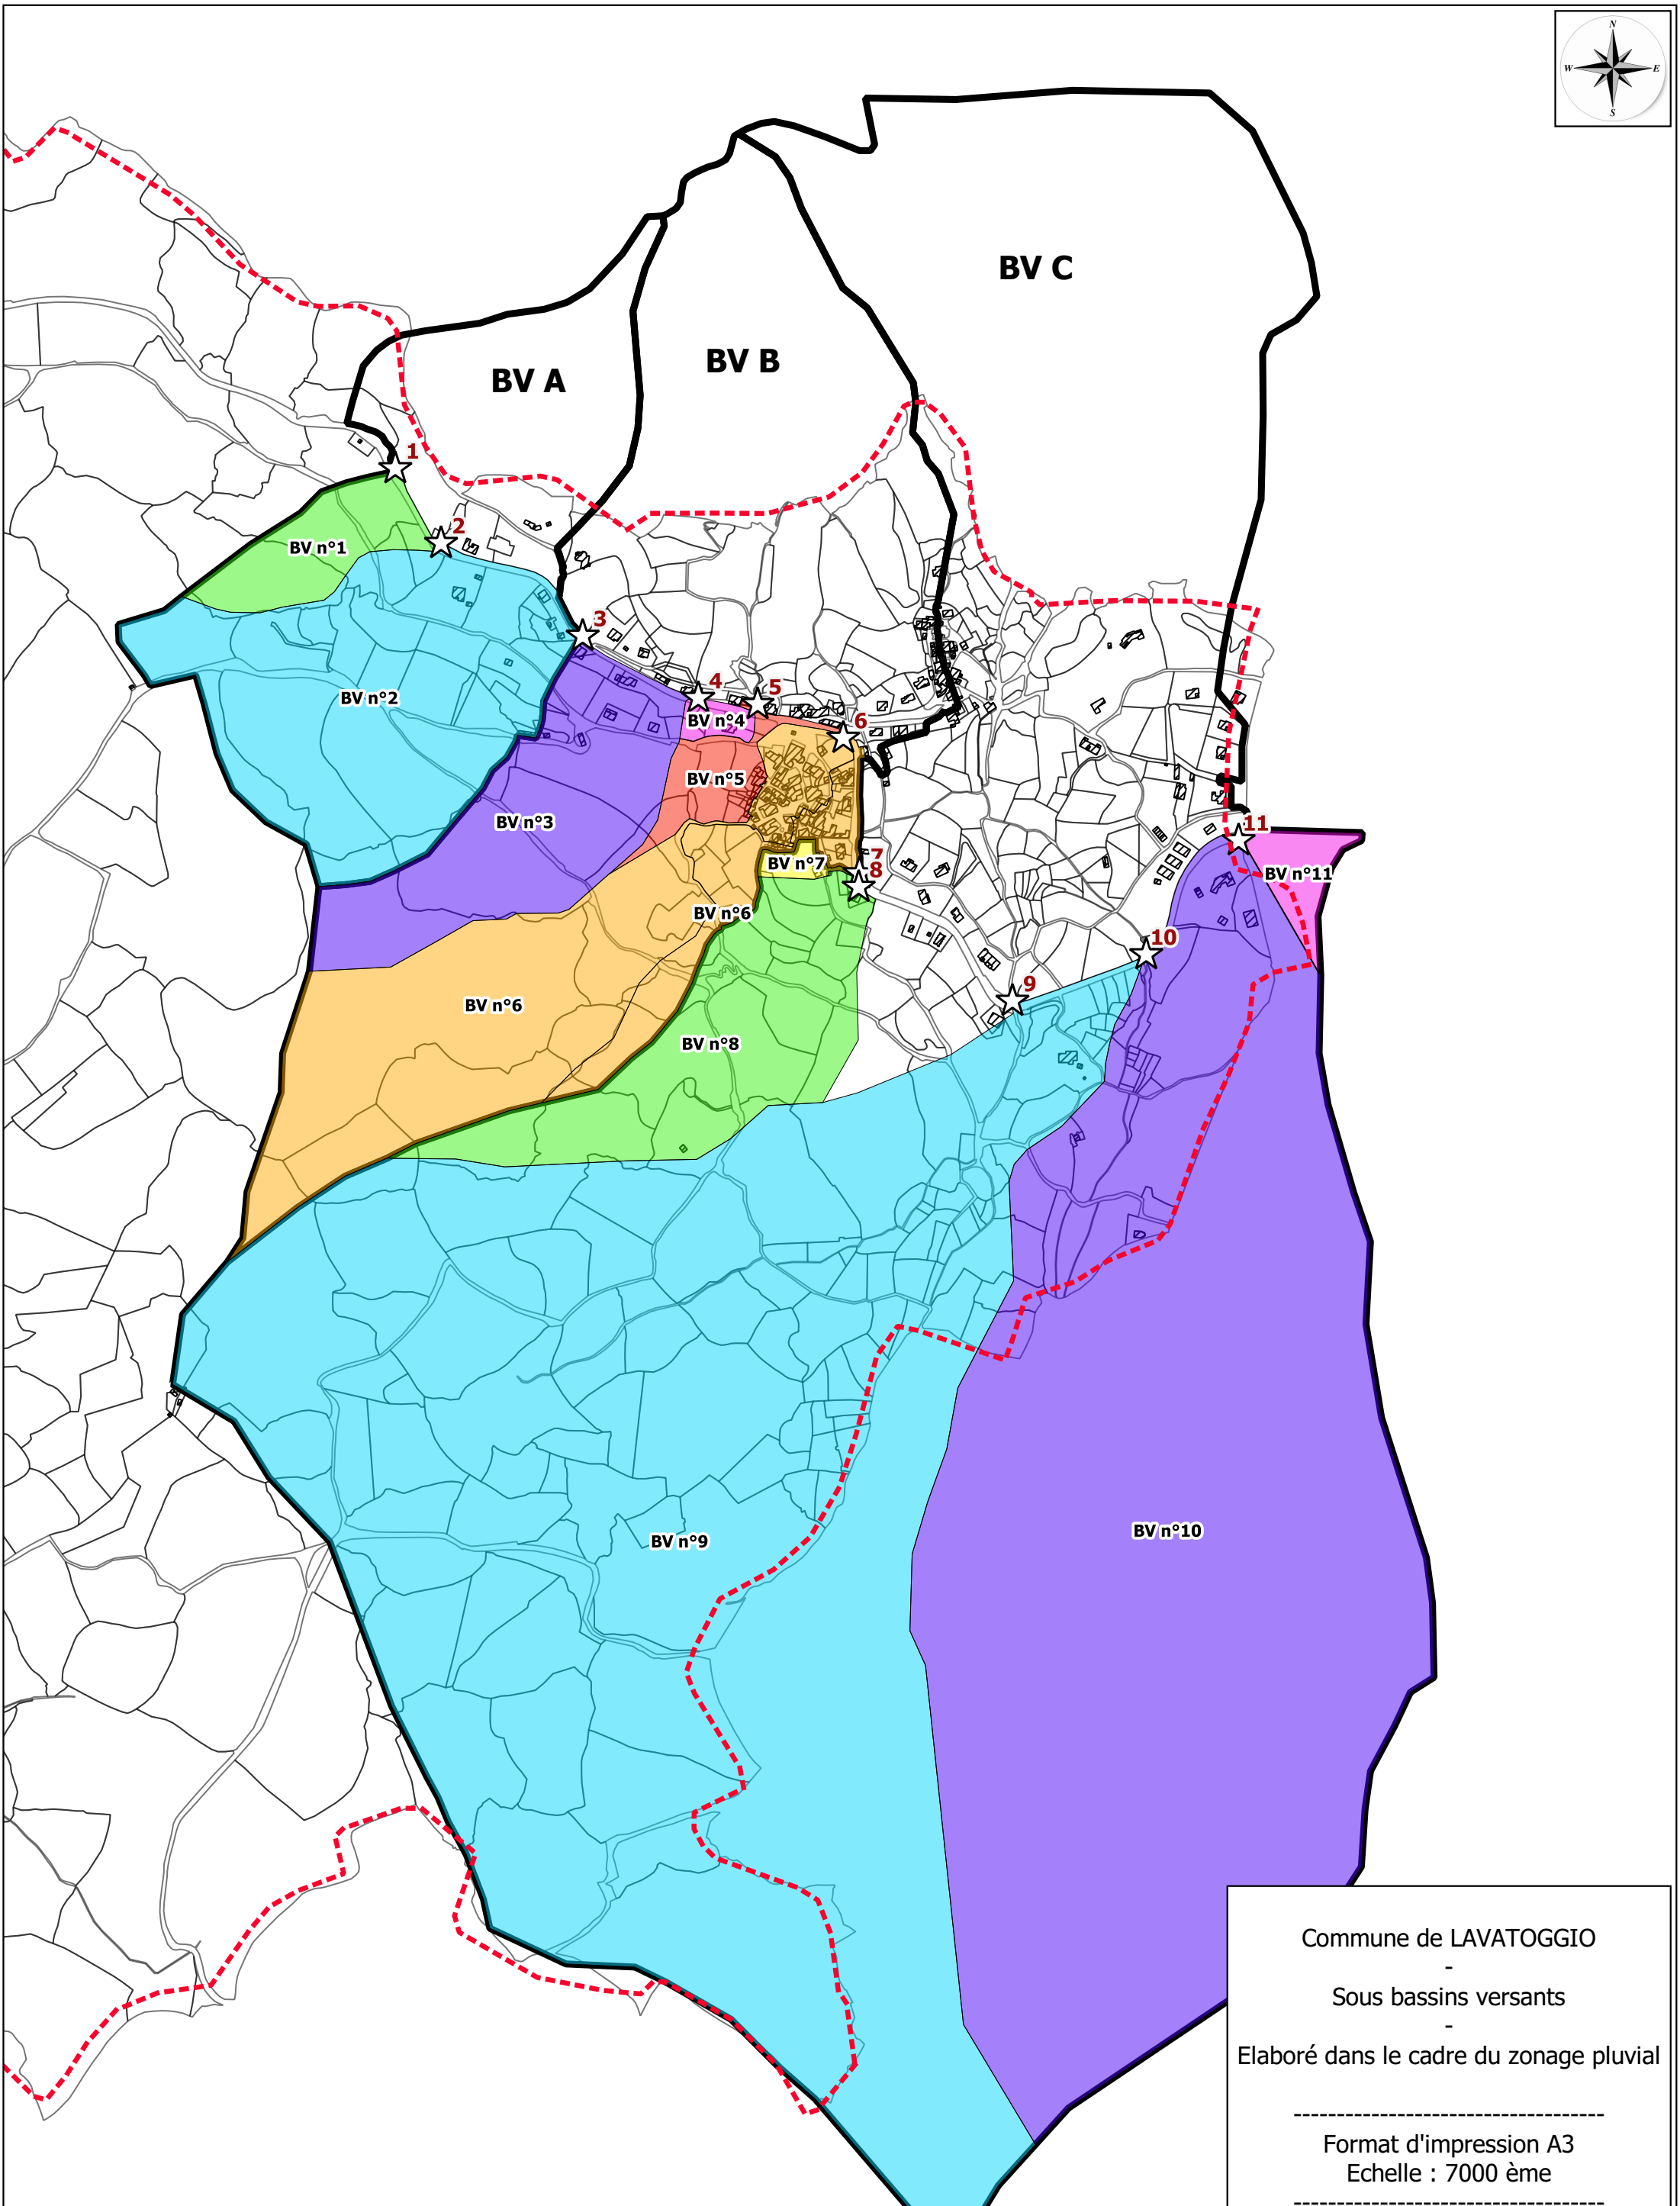 N
W E
S
BV C
BV B
BV A
1
2
BV n°1
3
BV n°2
4
5
BV n°4
6
BV n°5
BV n°3
11
7
BV n°7
8
BV n°11
BV n°6
10
9
BV n°6
BV n°8
BV n°10
BV n°9
Commune de LAVATOGGIO
-
Sous bassins versants
-
Elaboré dans le cadre du zonage pluvial
------------------------------------
Format d'impression A3
Echelle : 7000 ème
------------------------------------